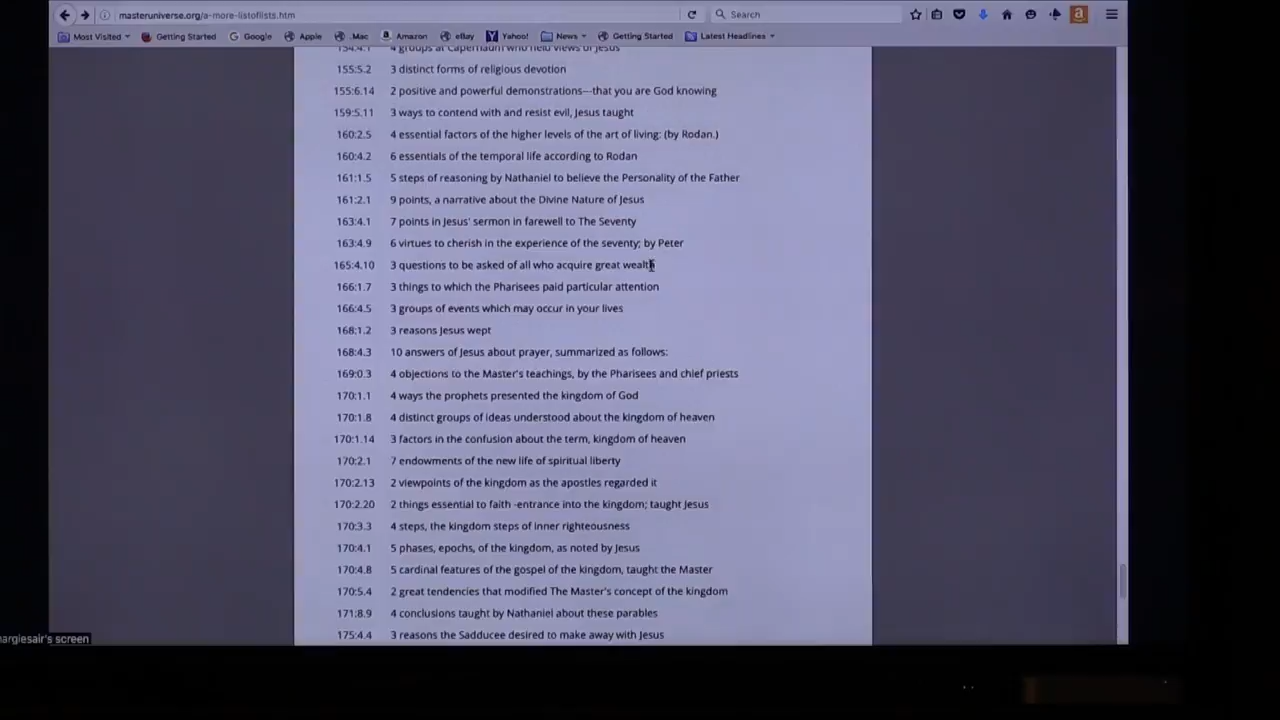 masteruniverse.org/a-more-listoflists.htm
Search
Most Visited
Getting Started
Google
Apple
.Mac
Amazon
eBay
Yahoo!
News
Getting Started
Latest Headlines
154:4.1 4 groups at Capernaum who held views of Jesus
155:5.2 3 distinct forms of religious devotion
155:6.14 2 positive and powerful demonstrations—that you are God knowing
159:5.11 3 ways to contend with and resist evil, Jesus taught
160:2.5 4 essential factors of the higher levels of the art of living: (by Rodan.)
160:4.2 6 essentials of the temporal life according to Rodan
161:1.5 5 steps of reasoning by Nathaniel to believe the Personality of the Father
161:2.1 9 points, a narrative about the Divine Nature of Jesus
163:4.1 7 points in Jesus' sermon in farewell to The Seventy
163:4.9 6 virtues to cherish in the experience of the seventy; by Peter
165:4.10 3 questions to be asked of all who acquire great wealth
166:1.7 3 things to which the Pharisees paid particular attention
166:4.5 3 groups of events which may occur in your lives
168:1.2 3 reasons Jesus wept
168:4.3 10 answers of Jesus about prayer, summarized as follows:
169:0.3 4 objections to the Master's teachings, by the Pharisees and chief priests
170:1.1 4 ways the prophets presented the kingdom of God
170:1.8 4 distinct groups of ideas understood about the kingdom of heaven
170:1.14 3 factors in the confusion about the term, kingdom of heaven
170:2.1 7 endowments of the new life of spiritual liberty
170:2.13 2 viewpoints of the kingdom as the apostles regarded it
170:2.20 2 things essential to faith -entrance into the kingdom; taught Jesus
170:3.3 4 steps, the kingdom steps of inner righteousness
170:4.1 5 phases, epochs, of the kingdom, as noted by Jesus
170:4.8 5 cardinal features of the gospel of the kingdom, taught the Master
170:5.4 2 great tendencies that modified The Master's concept of the kingdom
171:8.9 4 conclusions taught by Nathaniel about these parables
175:4.4 3 reasons the Sadducee desired to make away with Jesus
nargiesair's screen